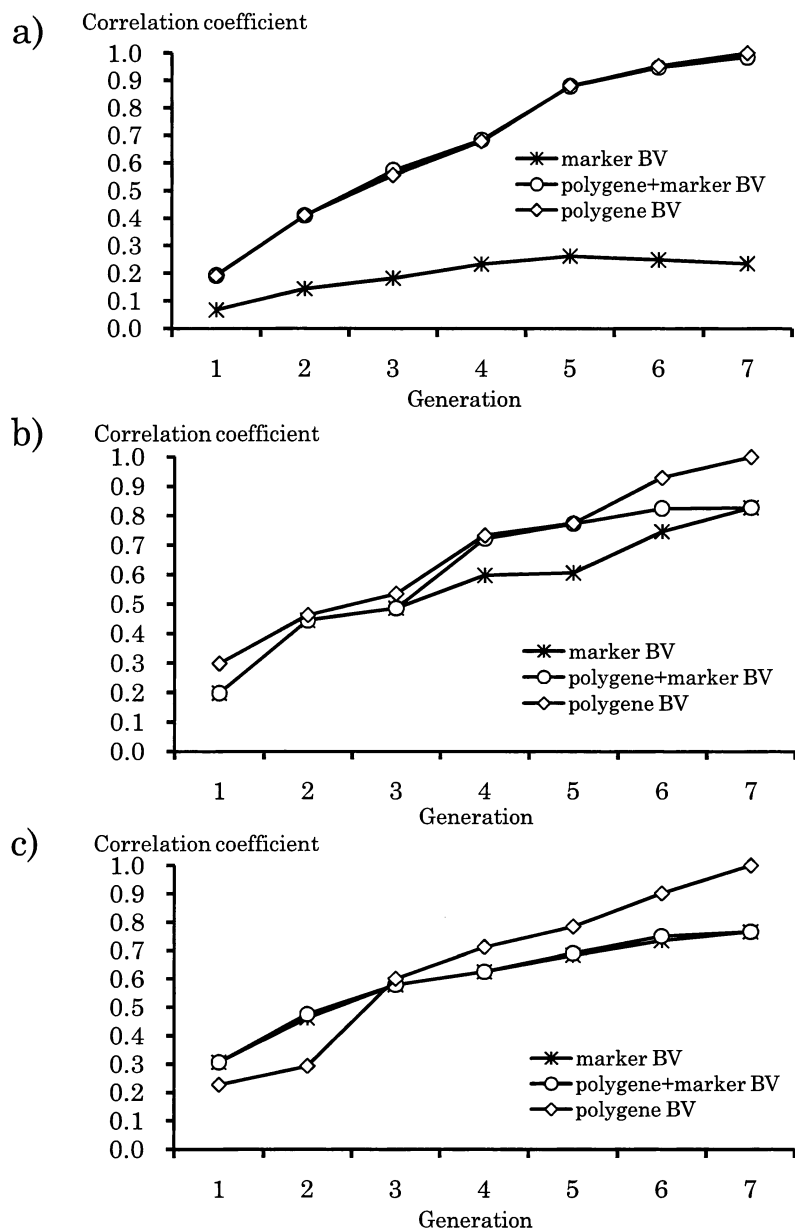 a)
Correlation coefficient
1.0
0.9
0.8
0.7
0.6
0.5
0.4
0.3
0.2
0.1
0.0
marker BV
polygene+marker BV
polygene BV
1 2 3 4 5 6 7
Generation
b)
Correlation coefficient
1.0
0.9
0.8
0.7
0.6
0.5
0.4
0.3
0.2
0.1
0.0
marker BV
polygene+marker BV
polygene BV
1 2 3 4 5 6 7
Generation
c)
Correlation coefficient
1.0
0.9
0.8
0.7
0.6
0.5
0.4
0.3
0.2
0.1
0.0
marker BV
polygene+marker BV
polygene BV
1 2 3 4 5 6 7
Generation